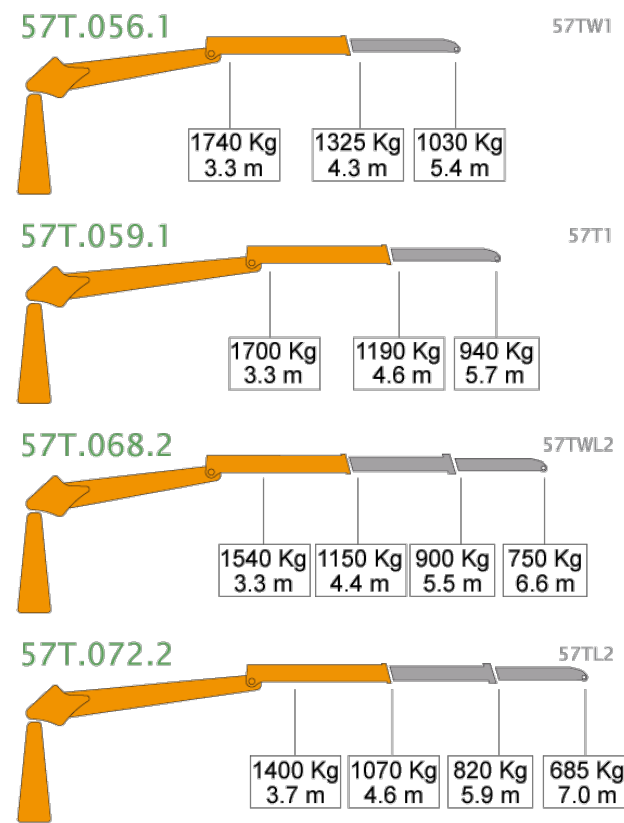 57T.056.1
57TW1
1740 Kg
3.3 m
1325 Kg
4.3 m
1030 Kg
5.4 m
57T.059.1
57T1
1700 Kg
3.3 m
1190 Kg
4.6 m
940 Kg
5.7 m
57T.068.2
57TWL2
1540 Kg
3.3 m
1150 Kg
4.4 m
900 Kg
5.5 m
750 Kg
6.6 m
57T.072.2
57TL2
1400 Kg
3.7 m
1070 Kg
4.6 m
820 Kg
5.9 m
685 Kg
7.0 m